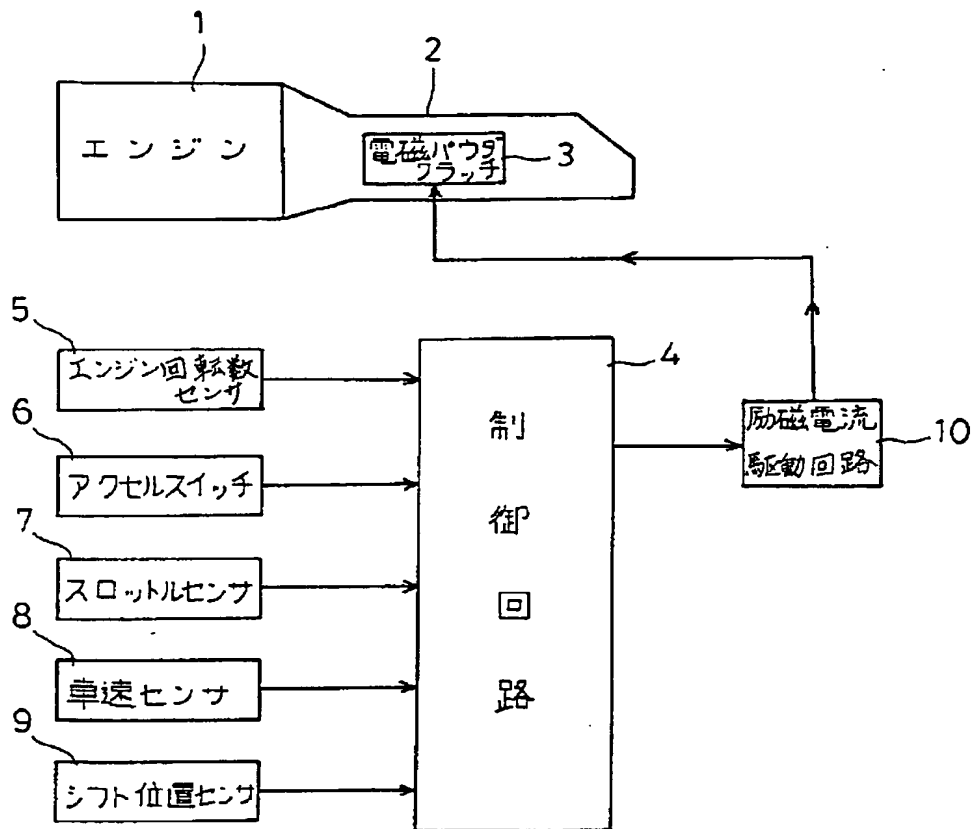 1
2
エンジン
電磁パウダ
クラッチ
3
5
エンジン回転数
センサ
4
6
アクセルスイッチ
7
スロットルセンサ
8
車速センサ
9
シフト位置センサ
制
御
回
路
励磁電流
駆動回路
10